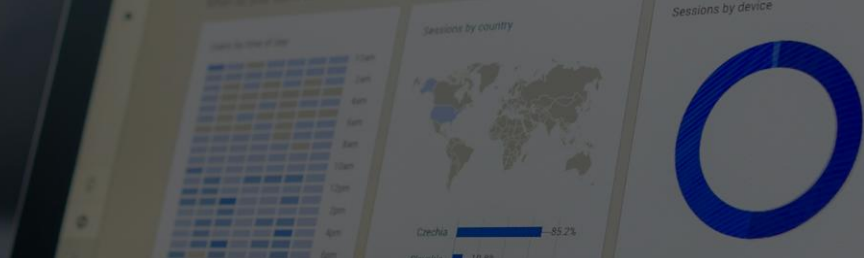 Users by time of day
Sessions by country
Sessions by device
12am
2am
4am
6am
8am
10am
12pm
2pm
4pm
Czechia
85.2%